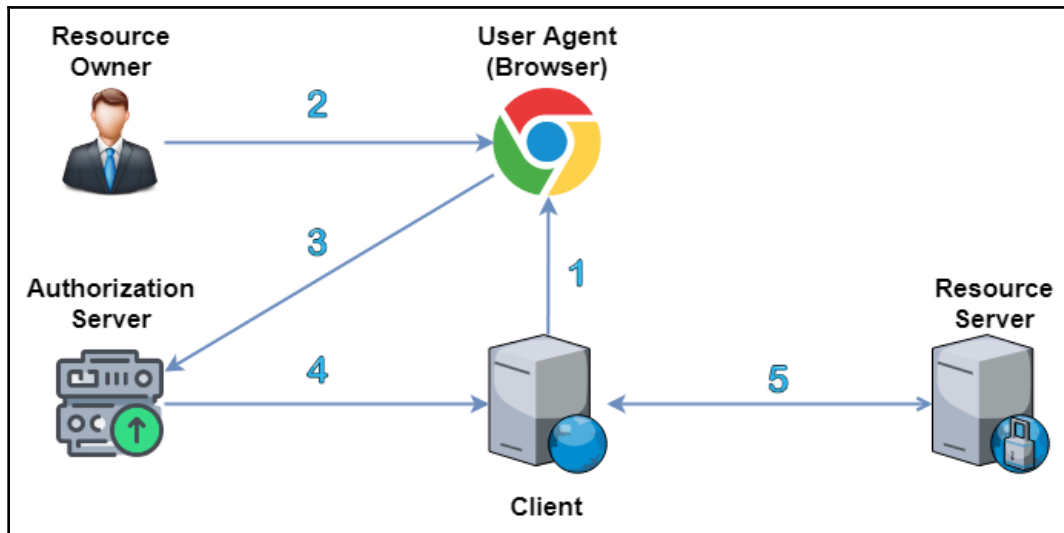 Resource
Owner
User Agent
(Browser)
2
3
1
Authorization
Server
Resource
Server
4
5
Client